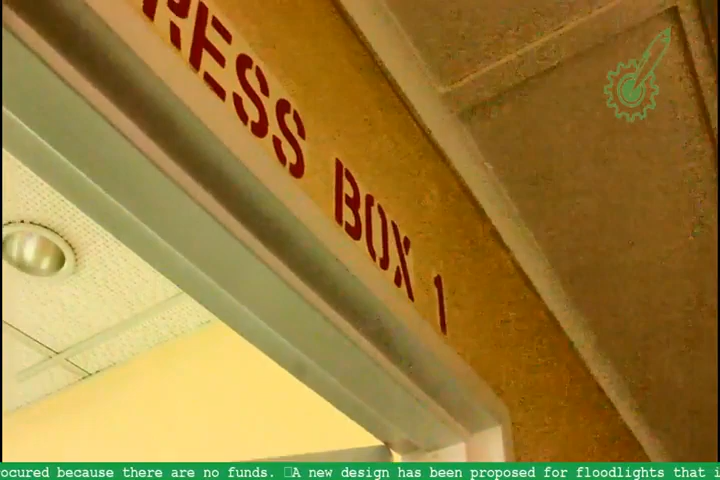 PRESS BOX 1
ocured because there are no funds. A new design has been proposed for floodlights that i